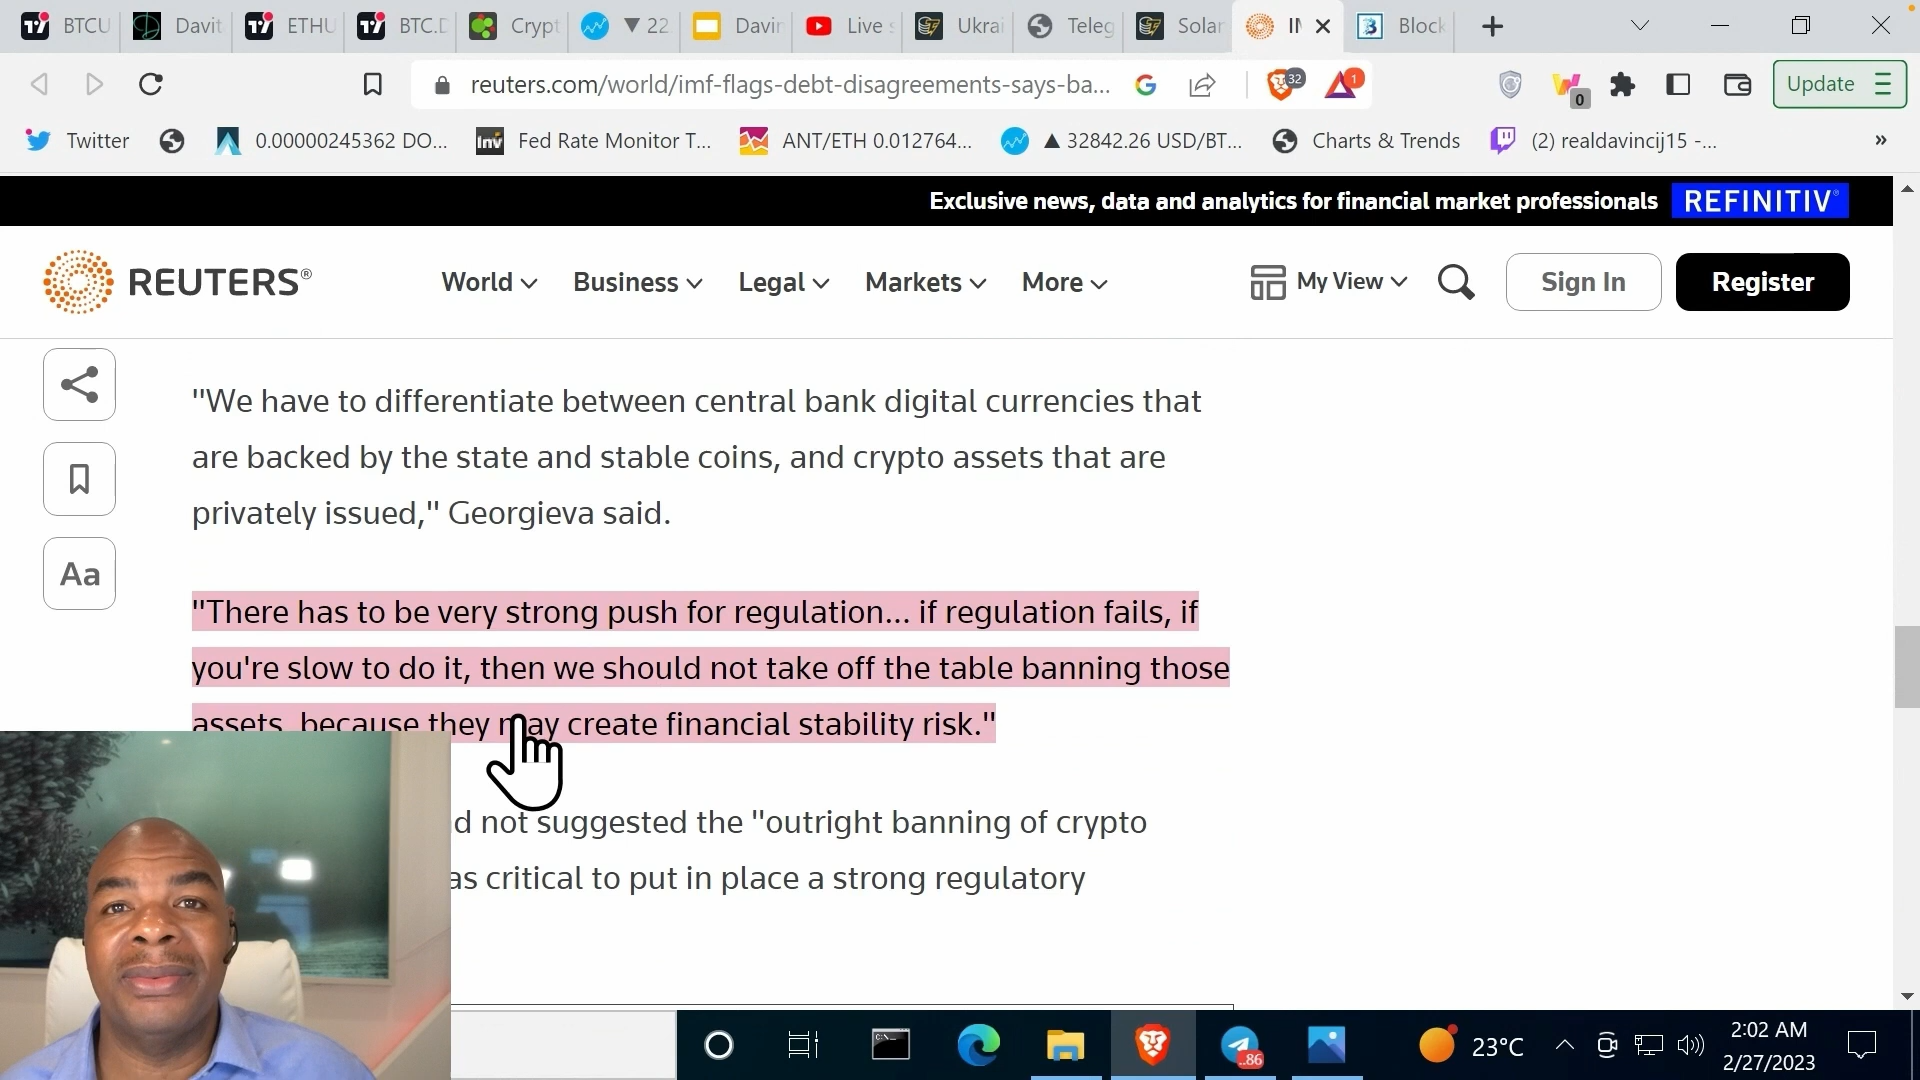 BTCU
Davit
ETHU
BTC.D
Crypt
▼ 22
Davin
Live s
Ukrai
Teleg
Solar
IM
Block
reuters.com/world/imf-flags-debt-disagreements-says-ba...
32
1
0
Update
Twitter
0.00000245362 DO...
Inv
Fed Rate Monitor T...
ANT/ETH 0.012764...
▲ 32842.26 USD/BT...
Charts & Trends
(2) realdavincij15 -...
»
Exclusive news, data and analytics for financial market professionals REFINITIV®
REUTERS®
World
Business
Legal
Markets
More
My View
Sign In
Register
"We have to differentiate between central bank digital currencies that
are backed by the state and stable coins, and crypto assets that are
privately issued," Georgieva said.
Aa
"There has to be very strong push for regulation... if regulation fails, if
you're slow to do it, then we should not take off the table banning those
assets, because they may create financial stability risk."
d not suggested the "outright banning of crypto
as critical to put in place a strong regulatory
..86
23°C
2:02 AM
2/27/2023